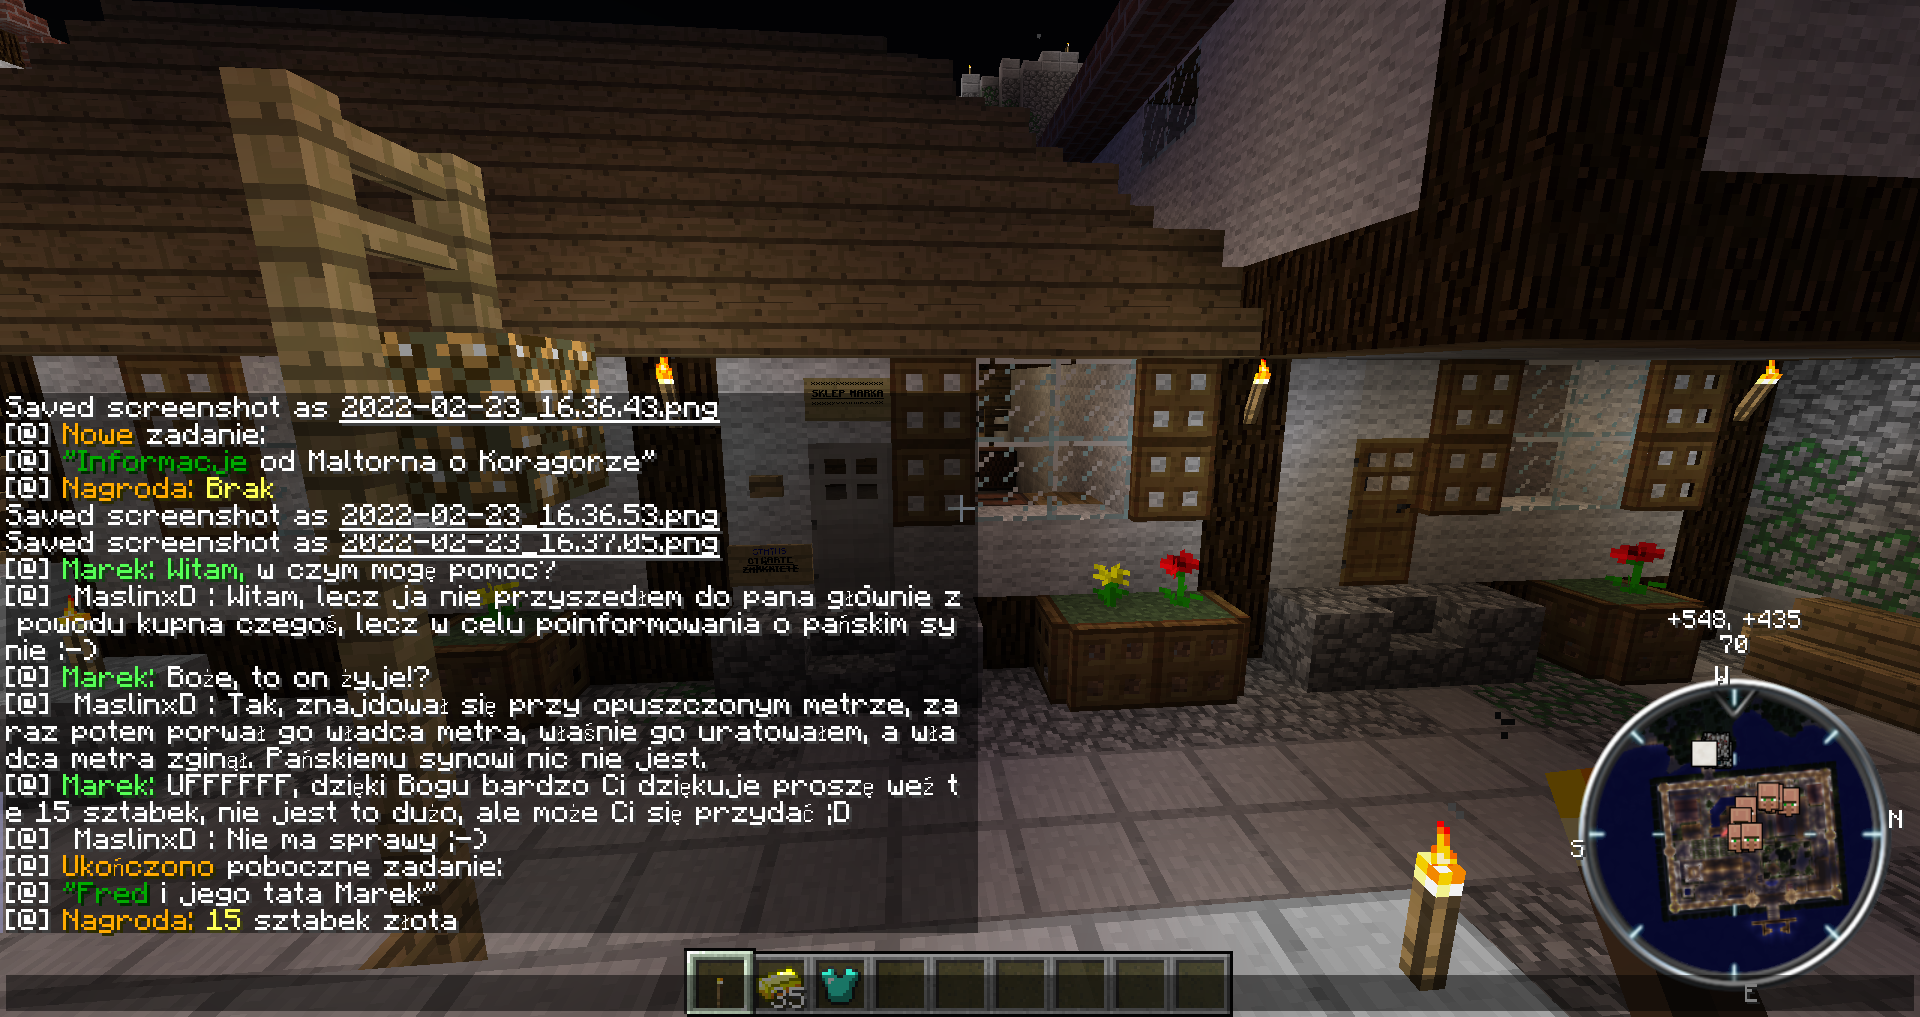 SKLEP MARKA
Saved screenshot as 2022-02-23_16.36.43.png
[@] Nowe zadanie:
[@] "Informacje od Maltorna o Koragorze"
[@] Nagroda: Brak
Saved screenshot as 2022-02-23_16.36.53.png
Saved screenshot as 2022-02-23_16.37.05.png
STATUS
OTWARTE
ZAMKNIETE
[@] Marek: Witam, w czym mogę pomoc?
[@]  MaslinxD : Witam, lecz ja nie przyszedłem do pana głównie z
powodu kupna czegoś, lecz w celu poinformowania o pańskim sy
nie :-)
[@] Marek: Boże, to on żyje!?
[@]  MaslinxD : Tak, znajdował się przy opuszczonym metrze, za
raz potem porwał go władca metra, właśnie go uratowałem, a wła
dca metra zginął. Pańskiemu synowi nic nie jest.
[@] Marek: UFFFFFF, dzięki Bogu bardzo Ci dziękuje proszę weź t
e 15 sztabek, nie jest to dużo, ale może Ci się przydać ;D
[@]  MaslinxD : Nie ma sprawy ;-)
[@] Ukończono poboczne zadanie:
[@] "Fred i jego tata Marek"
[@] Nagroda: 15 sztabek złota
+548, +435
70
W
N
S
E
35